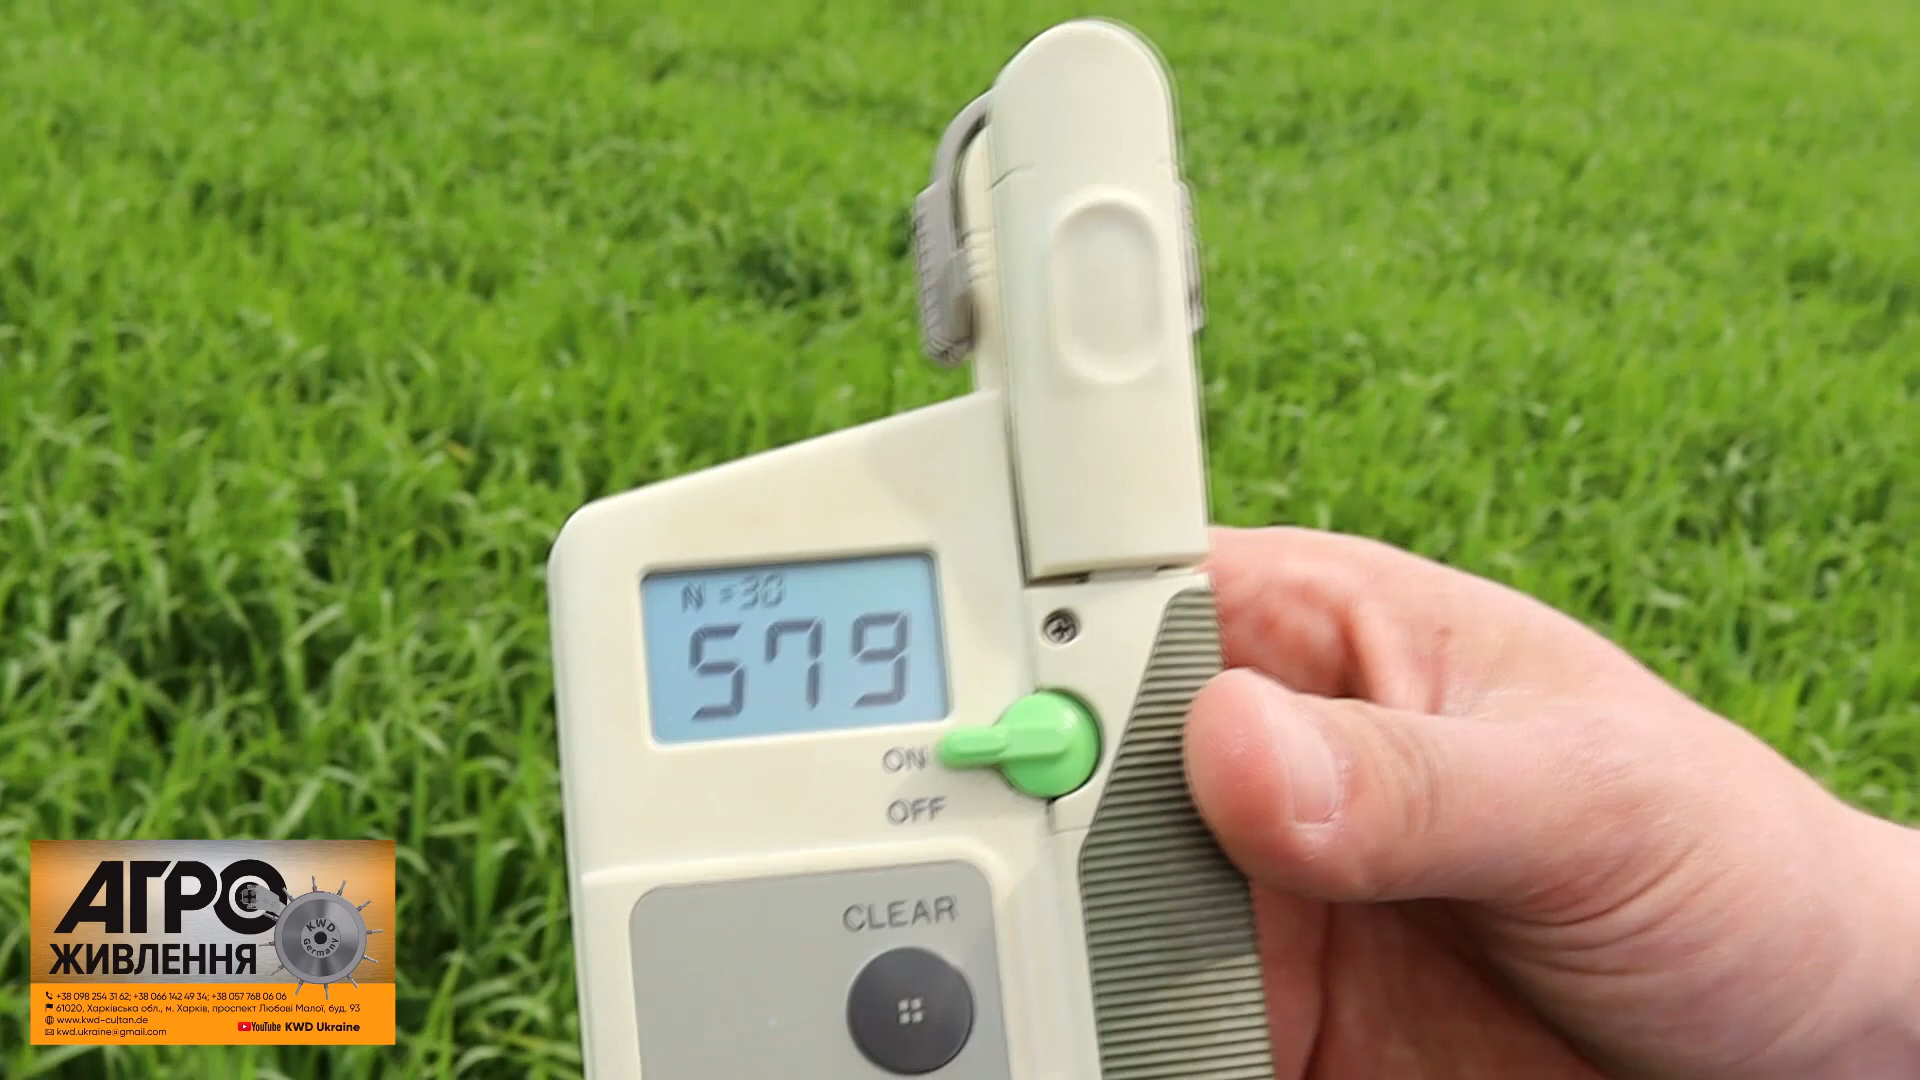 N =30
579
ON
OFF
CLEAR
АГРО
ЖИВЛЕННЯ
KWD
Germany
+38 098 254 31 62; +38 066 142 49 34; +38 057 768 06 06
61020, Харківська обл., м. Харків, проспект Любові Малої, буд. 93
www.kwd-cultan.de
kwd.ukraine@gmail.com
YouTube KWD Ukraine